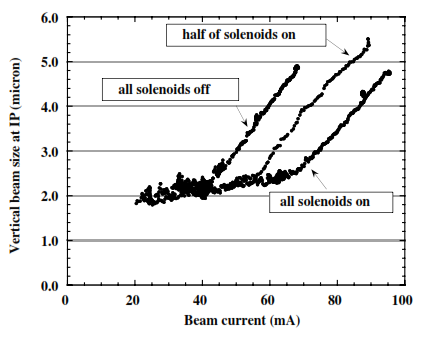 6.0
half of solenoids on
5.0
all solenoids off
4.0
3.0
2.0
all solenoids on
1.0
0.0
0 20 40 60 80 100
Beam current (mA)
Vertical beam size at IP (micron)